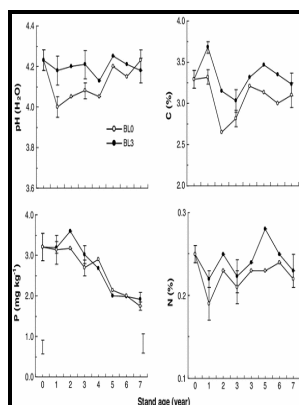 4.4
4.2
4.0
3.8
3.6
pH (H₂O)
BL0
BL3
4.0
3.5
3.0
2.5
2.0
C (%)
4.0
3.0
2.0
1.0
0.0
P (mg kg⁻¹)
0 1 2 3 4 5 6 7
0.3
0.2
0.1
N (%)
0 1 2 3 4 5 6 7
Stand age (year)